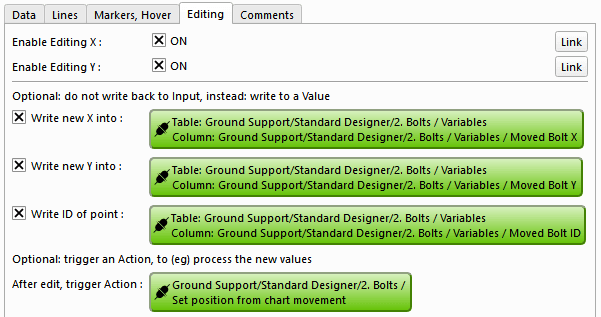 Data Lines Markers, Hover Editing Comments
Enable Editing X : ON Link
Enable Editing Y : ON Link
Optional: do not write back to Input, instead: write to a Value
Write new X into : Table: Ground Support/Standard Designer/2. Bolts / Variables
Column: Ground Support/Standard Designer/2. Bolts / Variables / Moved Bolt X
Write new Y into : Table: Ground Support/Standard Designer/2. Bolts / Variables
Column: Ground Support/Standard Designer/2. Bolts / Variables / Moved Bolt Y
Write ID of point : Table: Ground Support/Standard Designer/2. Bolts / Variables
Column: Ground Support/Standard Designer/2. Bolts / Variables / Moved Bolt ID
Optional: trigger an Action, to (eg) process the new values
After edit, trigger Action : Ground Support/Standard Designer/2. Bolts /
Set position from chart movement